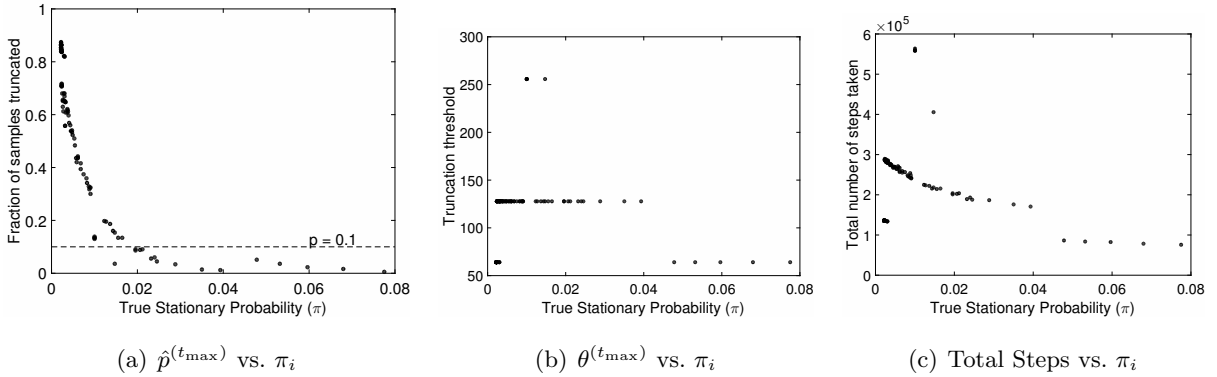 1
0.8
0.6
0.4
0.2
0
Fraction of samples truncated
p = 0.1
0 0.02 0.04 0.06 0.08
True Stationary Probability (π)
300
250
200
150
100
50
Truncation threshold
0 0.02 0.04 0.06 0.08
True Stationary Probability (π)
×10⁵
6
5
4
3
2
1
0
Total number of steps taken
0 0.02 0.04 0.06 0.08
True Stationary Probability (π)
(a) p̂^(t_max) vs. π_i
(b) θ^(t_max) vs. π_i
(c) Total Steps vs. π_i